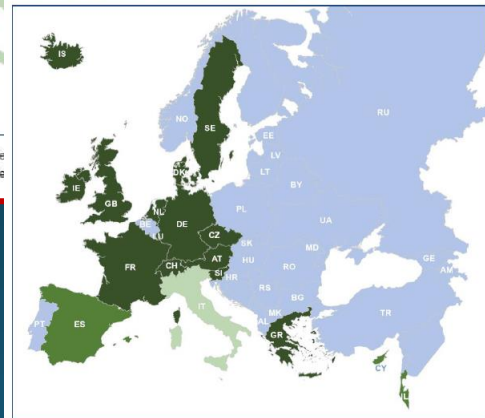 IS
RU
NO
SE
EE
LV
DK
LT
IE
BY
GB
NL
PL
BE
DE
UA
LU
CZ
SK
MD
FR
AT
HU
CH
SI
RO
HR
GE
RS
AM
BG
IT
MK
PT
ES
AL
TR
GR
CY
IL